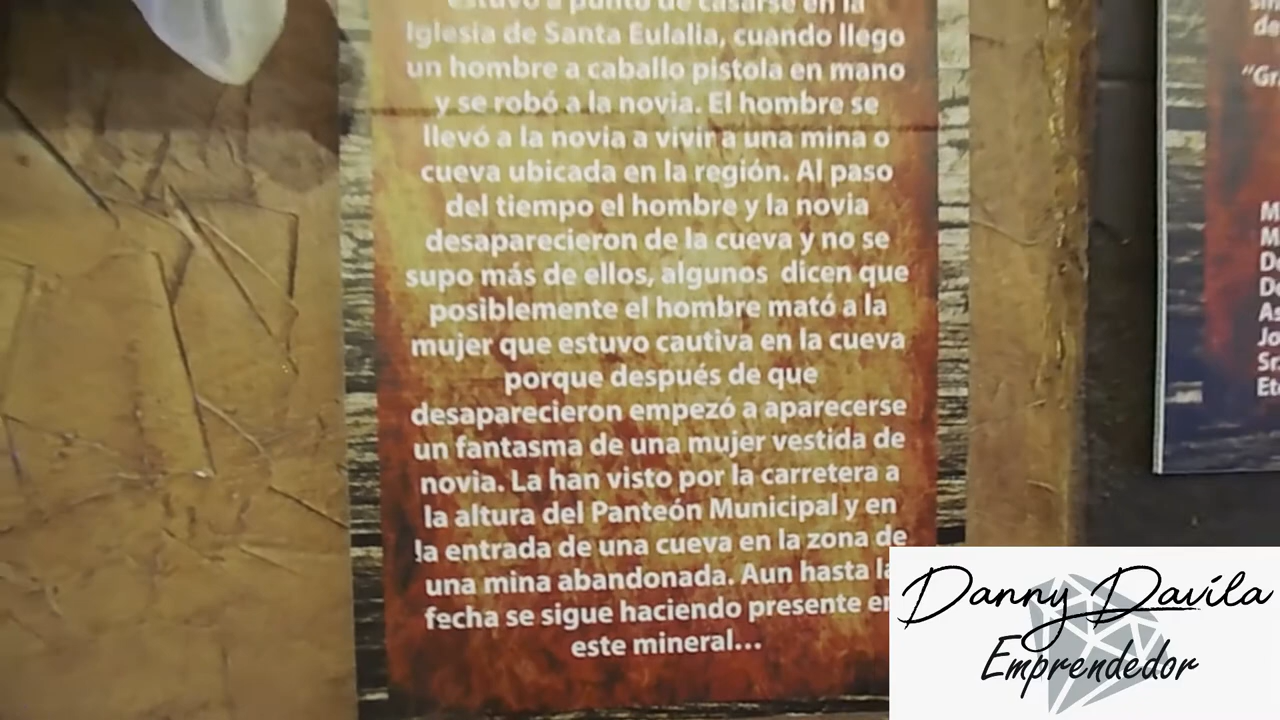 estuvo a punto de casarse en la
Iglesia de Santa Eulalia, cuando llego
un hombre a caballo pistola en mano
y se robó a la novia. El hombre se
llevó a la novia a vivir a una mina o
cueva ubicada en la región. Al paso
del tiempo el hombre y la novia
desaparecieron de la cueva y no se
supo más de ellos, algunos dicen que
posiblemente el hombre mató a la
mujer que estuvo cautiva en la cueva
porque después de que
desaparecieron empezó a aparecerse
un fantasma de una mujer vestida de
novia. La han visto por la carretera a
la altura del Panteón Municipal y en
la entrada de una cueva en la zona de
una mina abandonada. Aun hasta la
fecha se sigue haciendo presente en
este mineral...
Danny Davila
Emprendedor